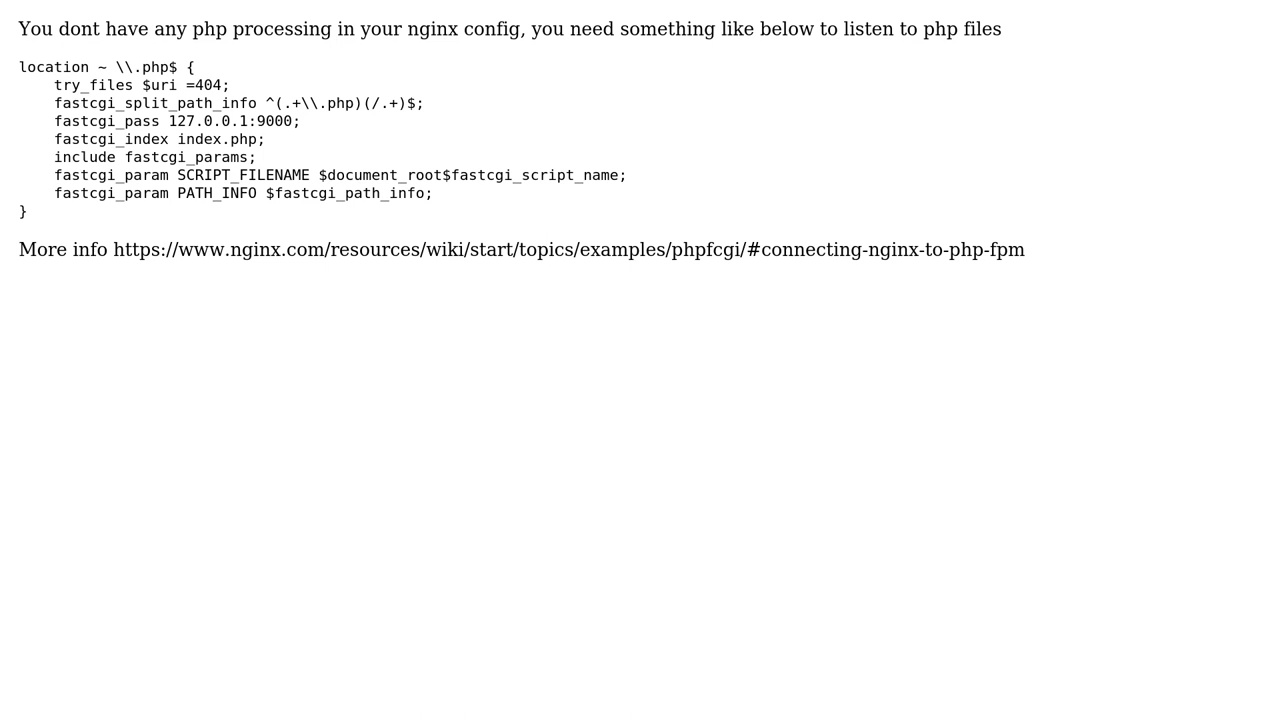 You dont have any php processing in your nginx config, you need something like below to listen to php files
location ~ \\.php$ {
    try_files $uri =404;
    fastcgi_split_path_info ^(.+\\.php)(/.+)$;
    fastcgi_pass 127.0.0.1:9000;
    fastcgi_index index.php;
    include fastcgi_params;
    fastcgi_param SCRIPT_FILENAME $document_root$fastcgi_script_name;
    fastcgi_param PATH_INFO $fastcgi_path_info;
}
More info https://www.nginx.com/resources/wiki/start/topics/examples/phpfcgi/#connecting-nginx-to-php-fpm